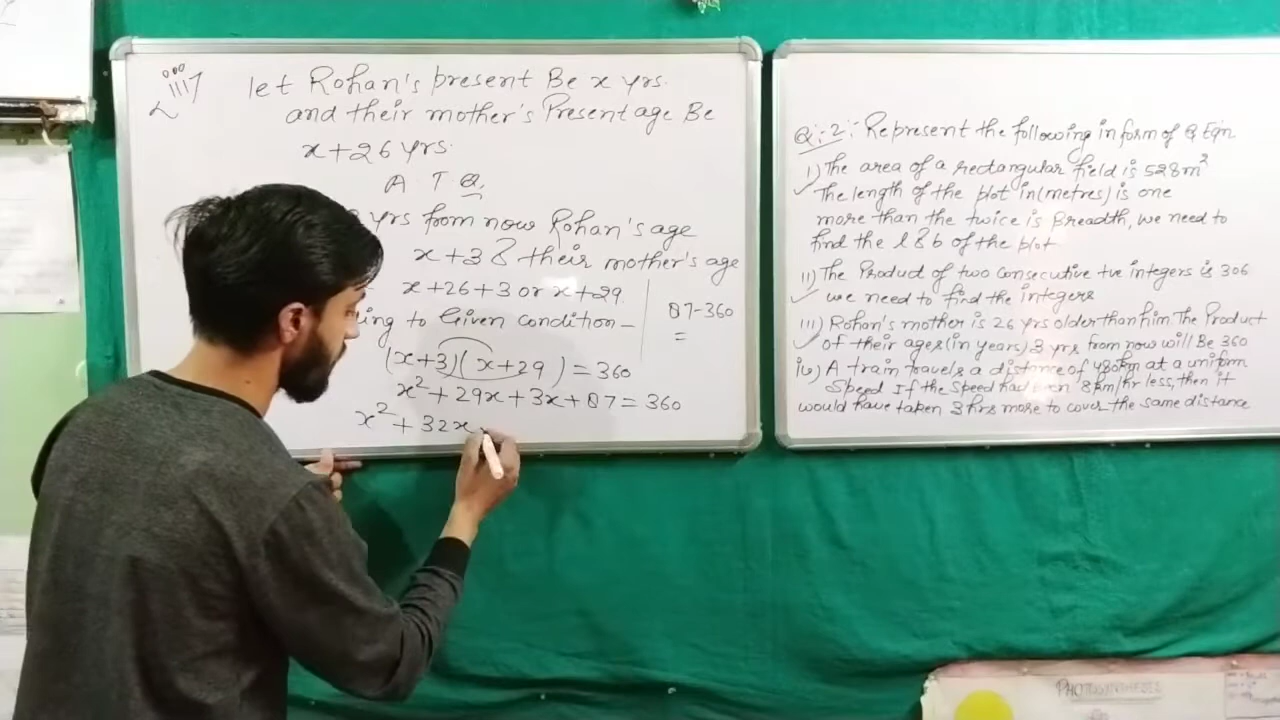 iii)
let Rohan's present Be x yrs.
and their mother's Present age Be
x+26 yrs.
A T Q,
yrs from now Rohan's age
x+3 & their mother's age
x+26+3 or x+29.
ing to Given condition-
(x+3)(x+29)=360
x²+29x+3x+87=360
x²+32x
87-360
=
Q:-2: Represent the following in form of Q Eqn
i) The area of a rectangular field is 528m²
The length of the plot in (metres) is one
more than the twice is Breadth, we need to
find the l & b of the plot
ii) The Product of two Consecutive +ve integers is 306
we need to find the integers
iii) Rohan's mother is 26 yrs older than him. The Product
of their ages (in years) 3 yrs from now will Be 360
iv) A train travels a distance of 480km at a uniform
Speed If the Speed had been 8km/hr less, then it
would have taken 3 hrs more to cover the same distance
PHOTOSYNTHESIS